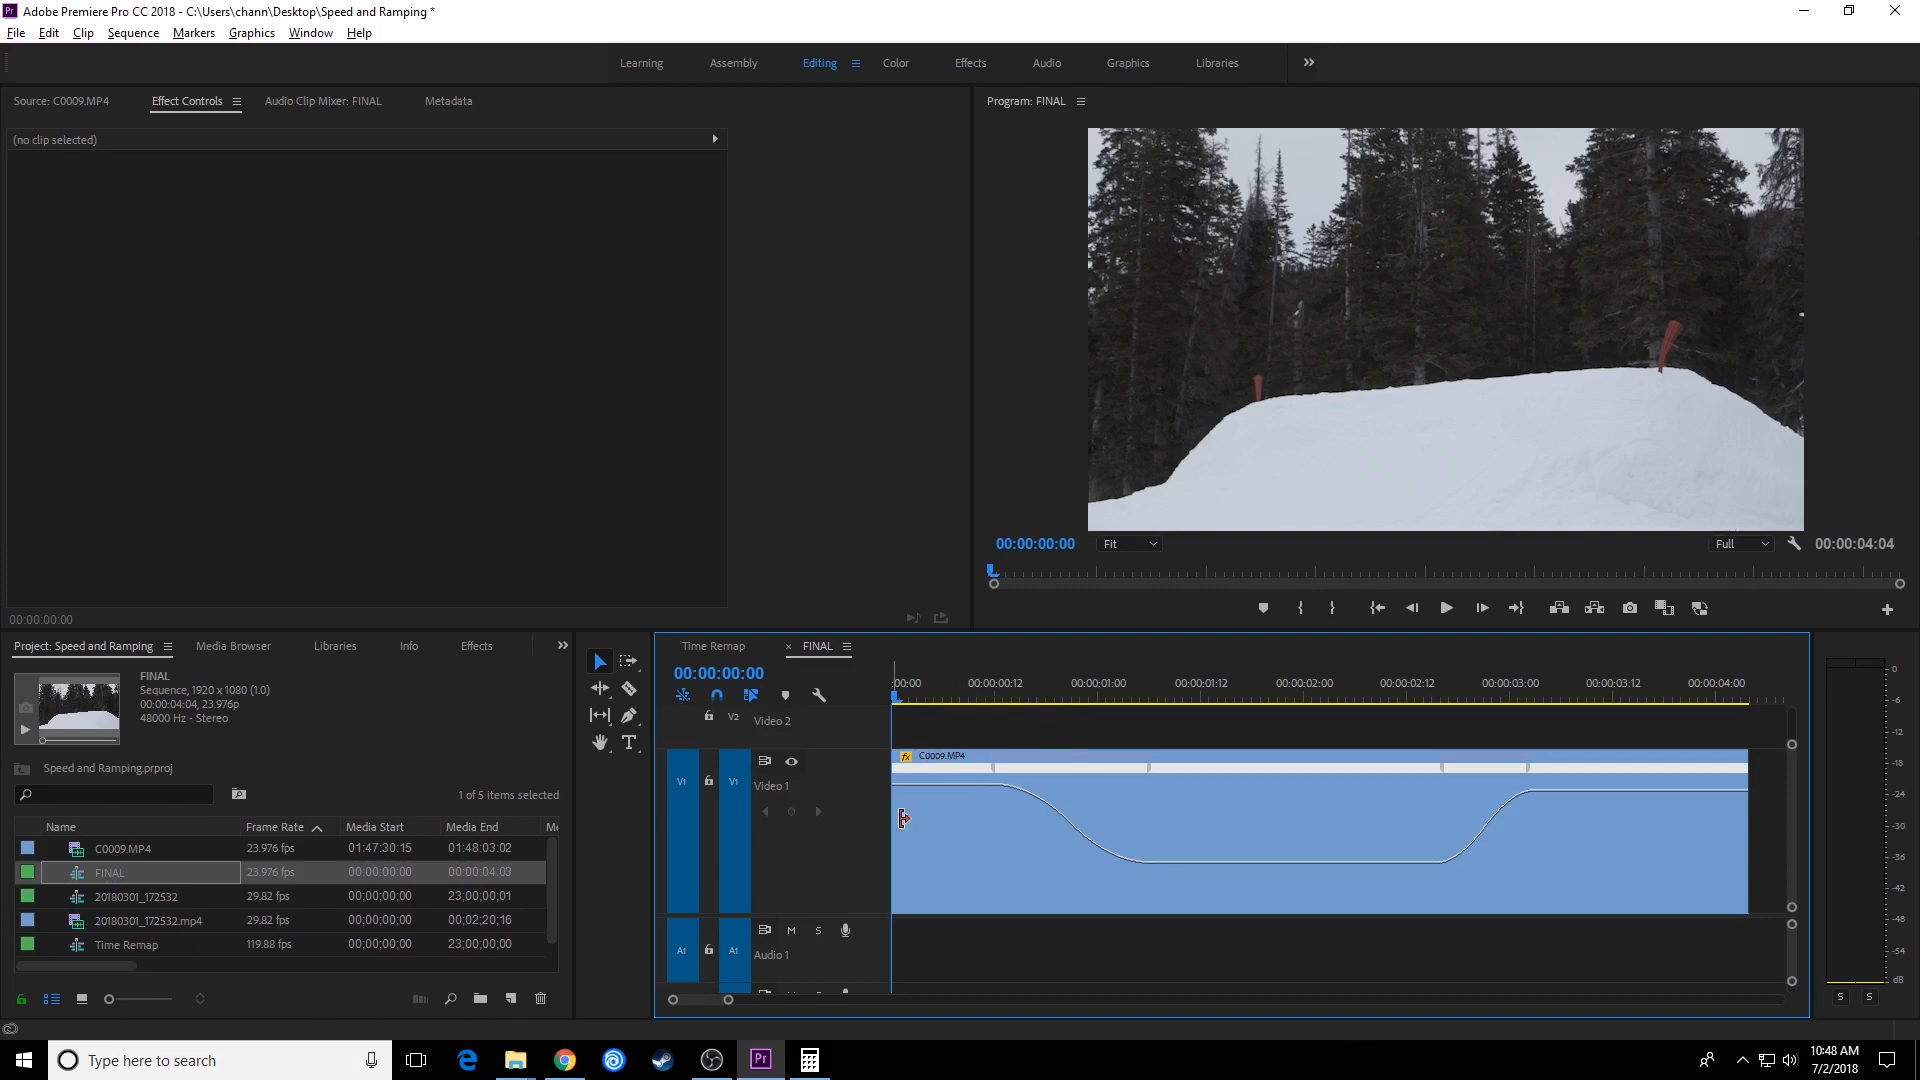 Adobe Premiere Pro CC 2018 - C:\Users\chann\Desktop\Speed and Ramping *
File Edit Clip Sequence Markers Graphics Window Help
Learning Assembly Editing Color Effects Audio Graphics Libraries
Source: C0009.MP4 Effect Controls Audio Clip Mixer: FINAL Metadata
(no clip selected)
00:00:00:00
Program: FINAL
00:00:00:00 Fit Full 00:00:04:04
Project: Speed and Ramping Media Browser Libraries Info Effects
FINAL
Sequence, 1920 x 1080 (1.0)
00:00:04:04, 23.976p
48000 Hz - Stereo
Speed and Ramping.prproj
1 of 5 items selected
Name Frame Rate Media Start Media End
C0009.MP4 23.976 fps 01:47:30:15 01:48:03:02
FINAL 23.976 fps 00:00:00:00 00:00:04:03
20180301_172532 29.82 fps 00;00;00;00 23;00;00;01
20180301_172532.mp4 29.82 fps 00;00;00;00 00;02;20;16
Time Remap 119.88 fps 00;00;00;00 23;00;00;00
Time Remap × FINAL
00:00:00:00
:00:00 00:00:00:12 00:00:01:00 00:00:01:12 00:00:02:00 00:00:02:12 00:00:03:00 00:00:03:12 00:00:04:00
V2 Video 2
fx C0009.MP4
V1 V1 Video 1
M S
A1 A1 Audio 1
0
-6
-12
-18
-24
-30
-36
-42
-48
-54
dB
S S
Type here to search
Pr
10:48 AM
7/2/2018